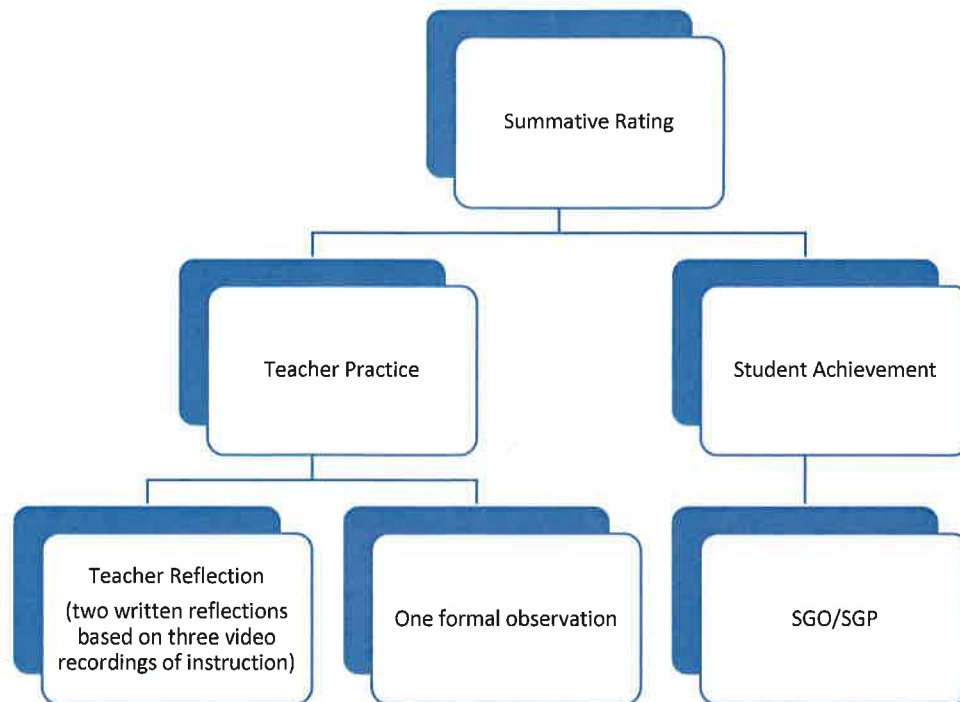 Summative Rating
Teacher Practice
Student Achievement
Teacher Reflection
(two written reflections
based on three video
recordings of instruction)
One formal observation
SGO/SGP